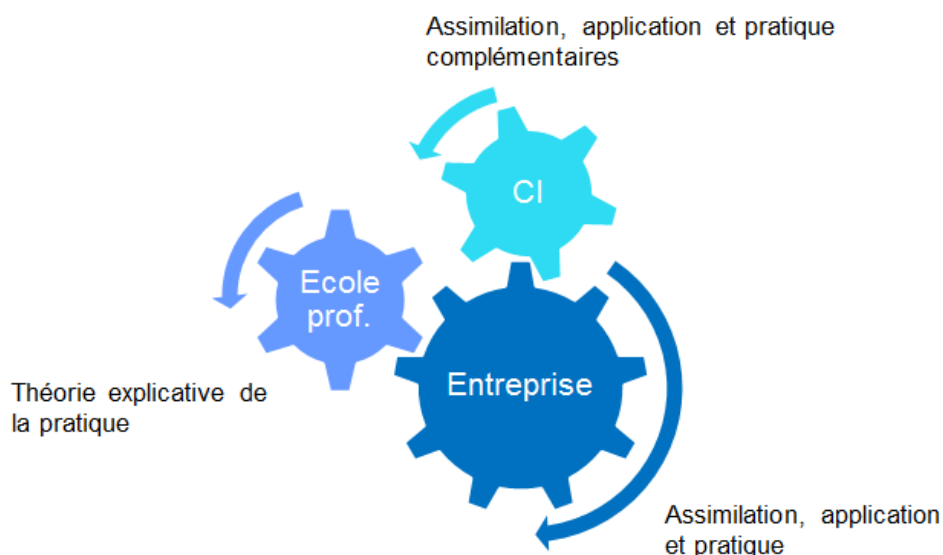 Assimilation, application et pratique
complémentaires
CI
Ecole
prof.
Entreprise
Théorie explicative de
la pratique
Assimilation, application
et pratique